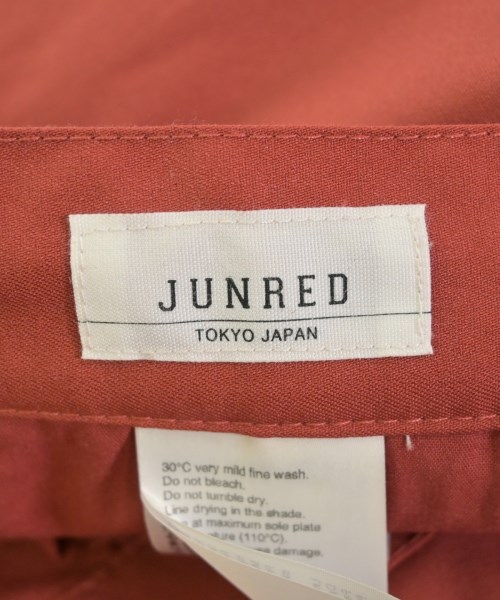 JUNRED
TOKYO JAPAN
30°C very mild fine wash.
Do not bleach.
Do not tumble dry.
Line drying in the shade.
at maximum sole plate
(110°C).
damage.